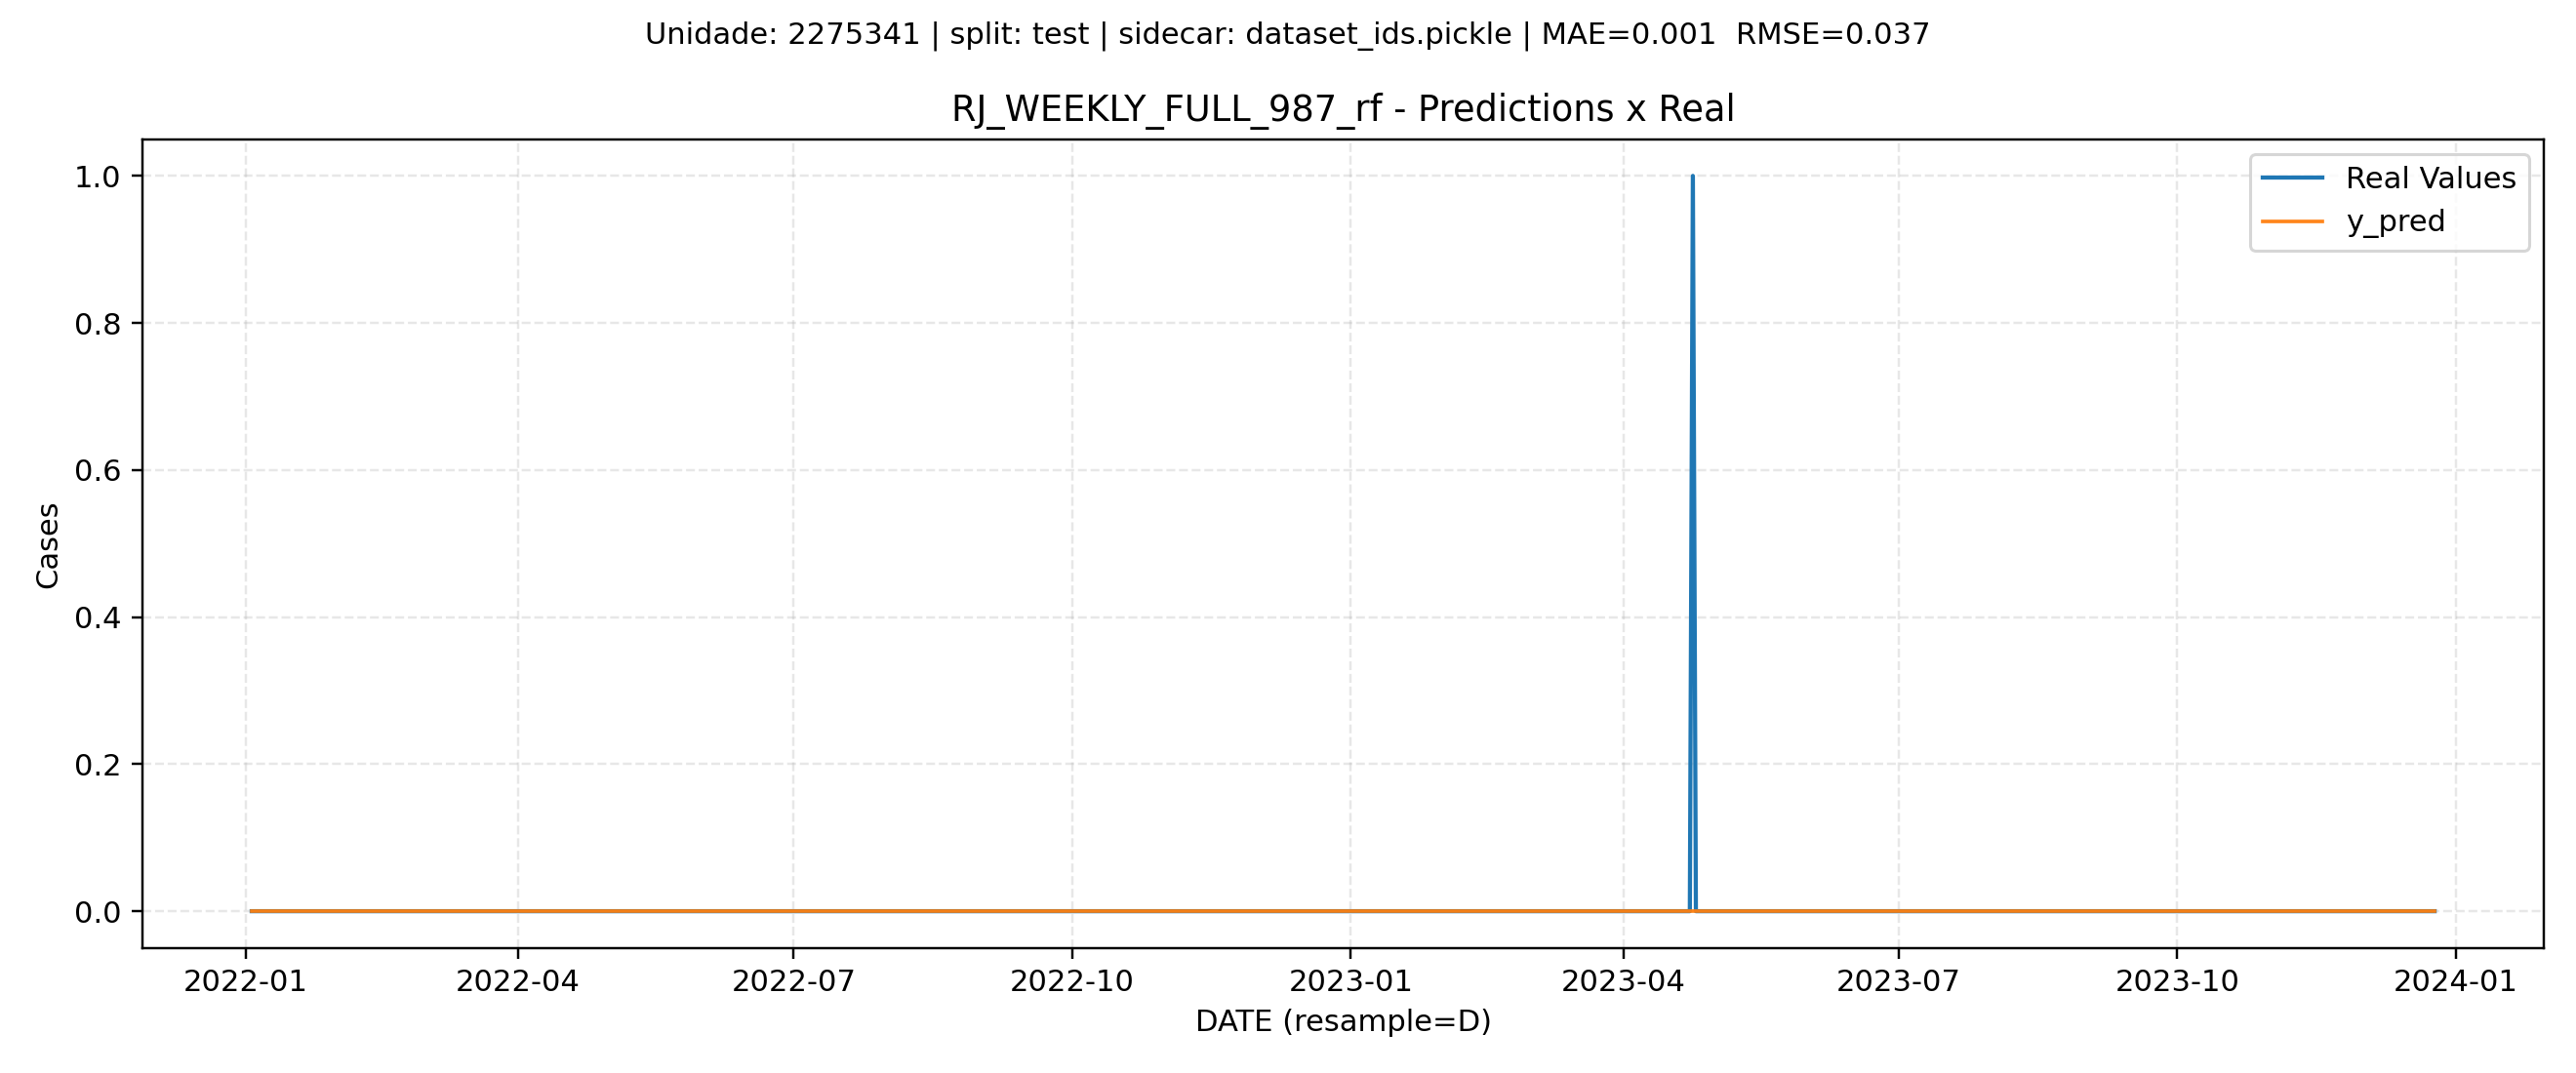 Unidade: 2275341 | split: test | sidecar: dataset_ids.pickle | MAE=0.001  RMSE=0.037
RJ_WEEKLY_FULL_987_rf - Predictions x Real
Real Values
y_pred
1.0
0.8
0.6
0.4
0.2
0.0
Cases
2022-01 2022-04 2022-07 2022-10 2023-01 2023-04 2023-07 2023-10 2024-01
DATE (resample=D)